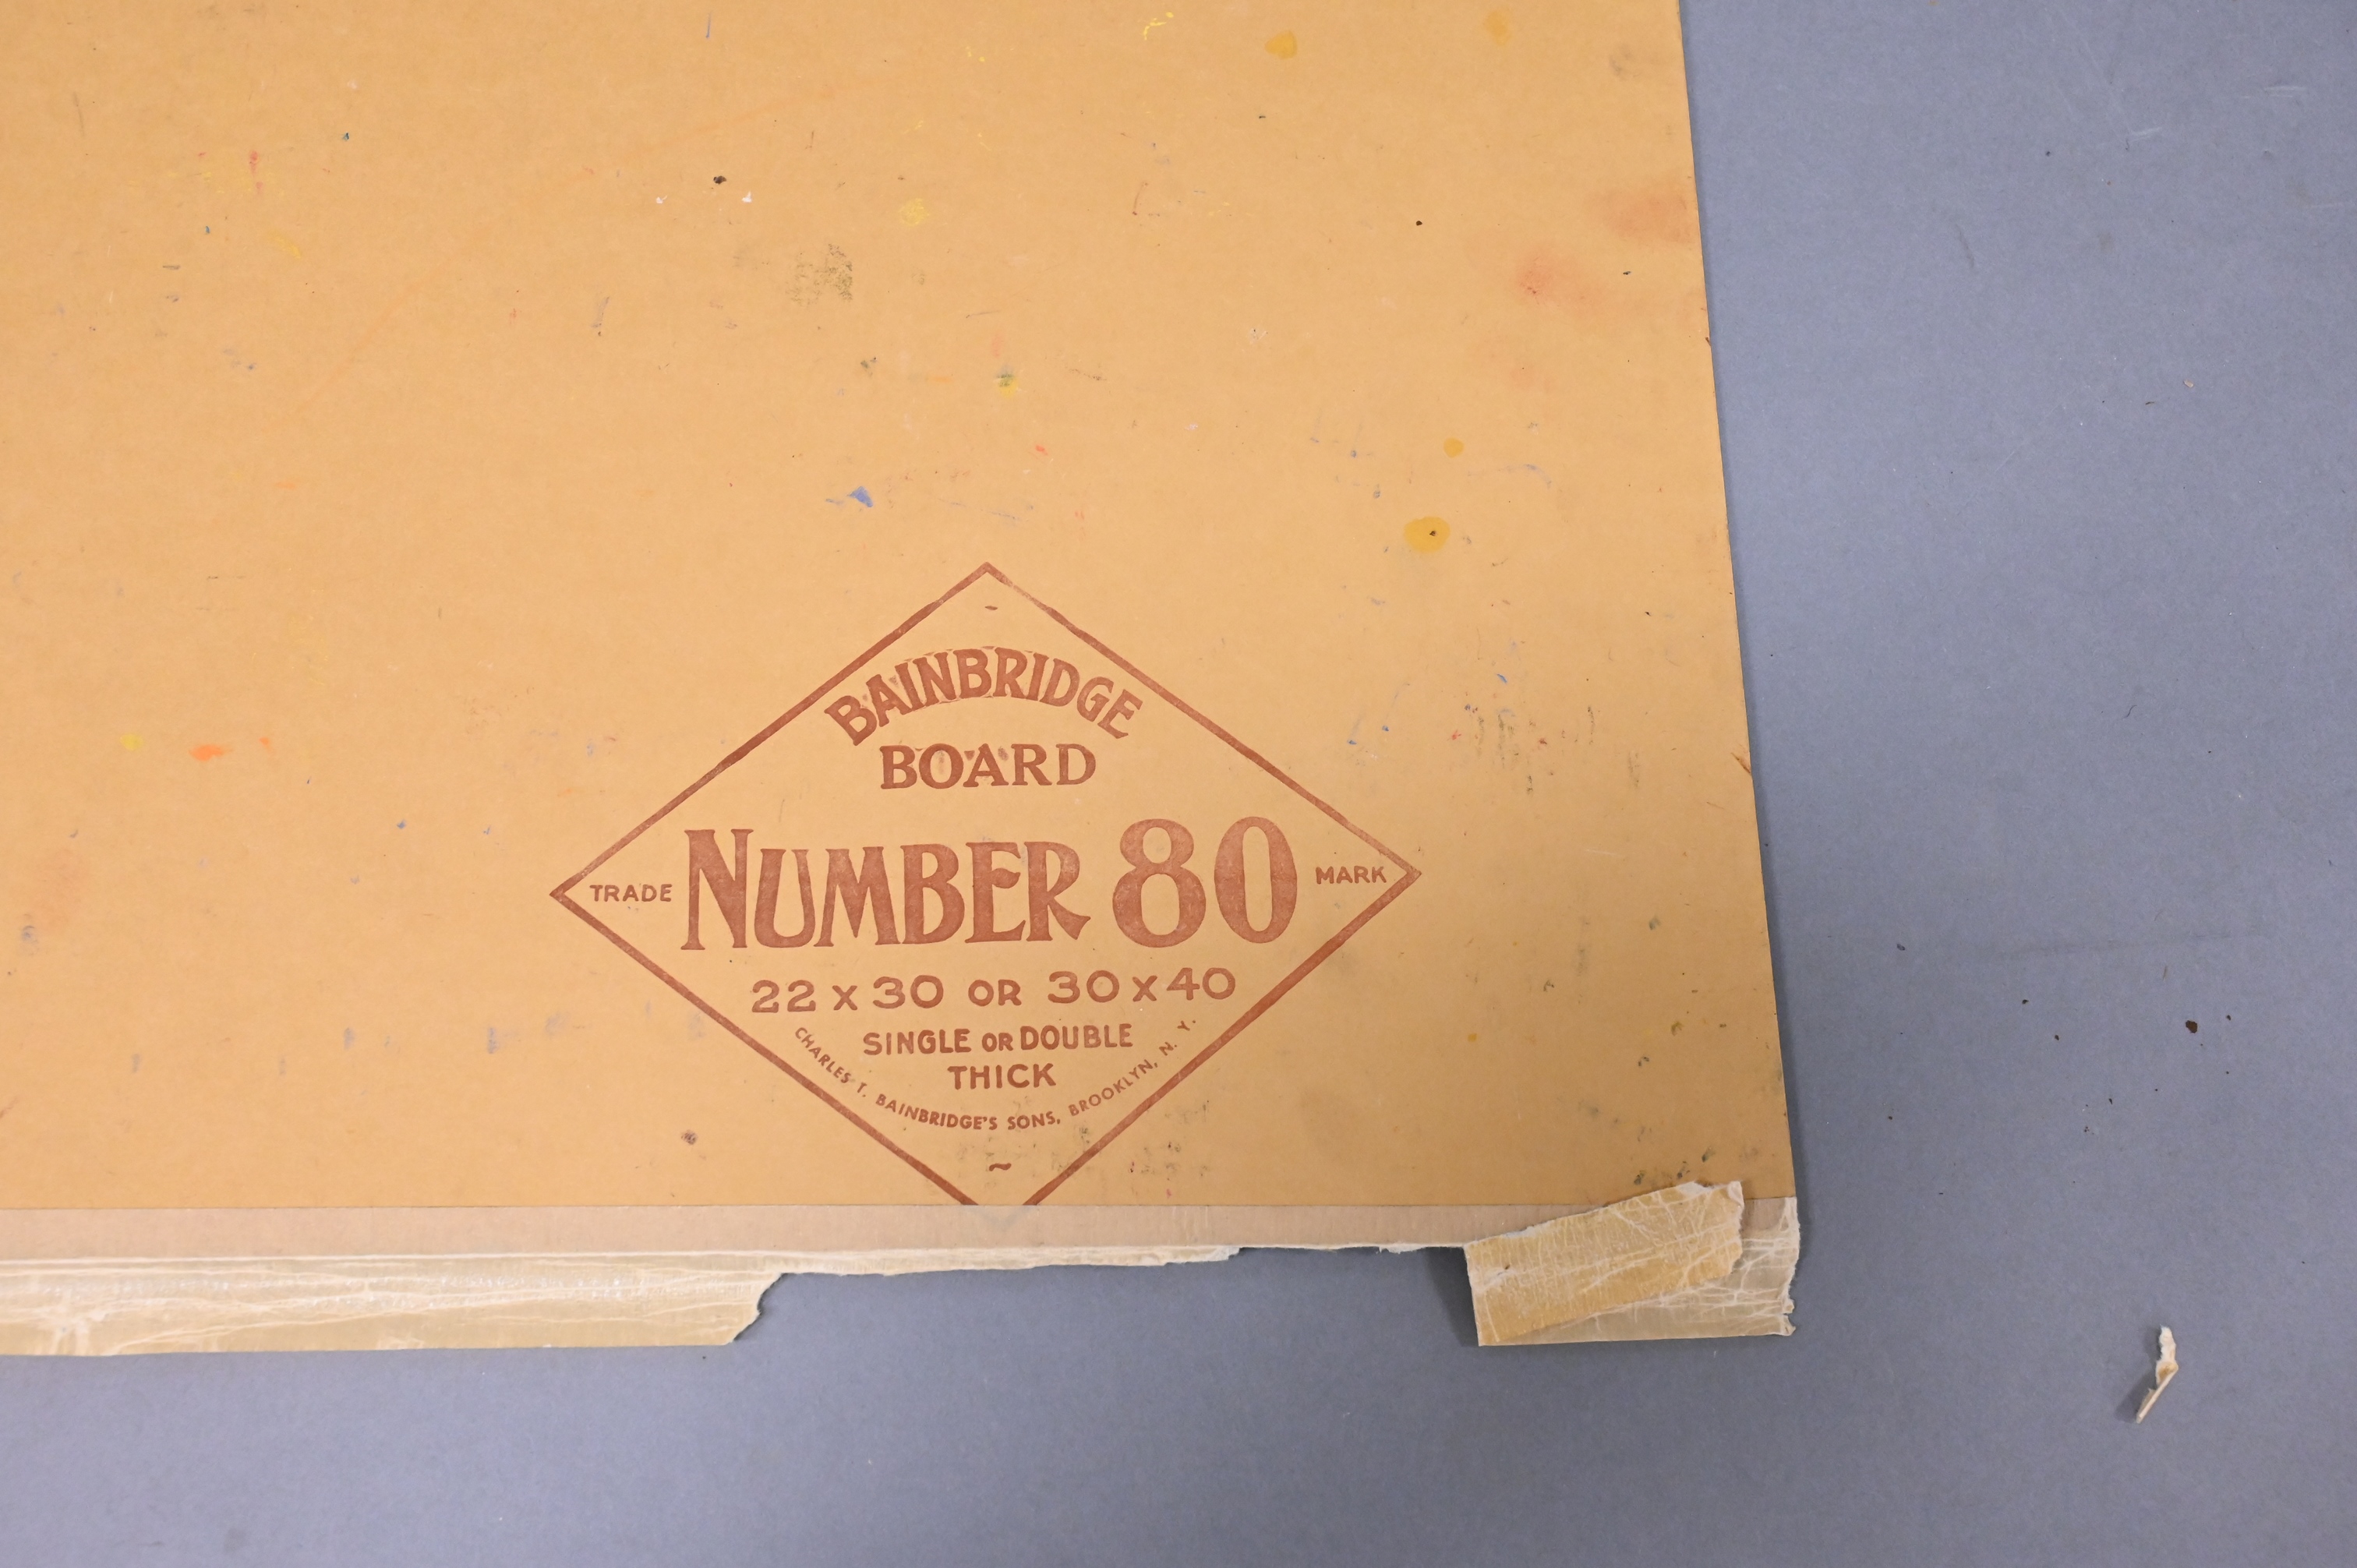 BAINBRIDGE
BOARD
TRADE NUMBER 80 MARK
22 x 30 OR 30 x 40
SINGLE OR DOUBLE
THICK
CHARLES T. BAINBRIDGE'S SONS, BROOKLYN, N. Y.